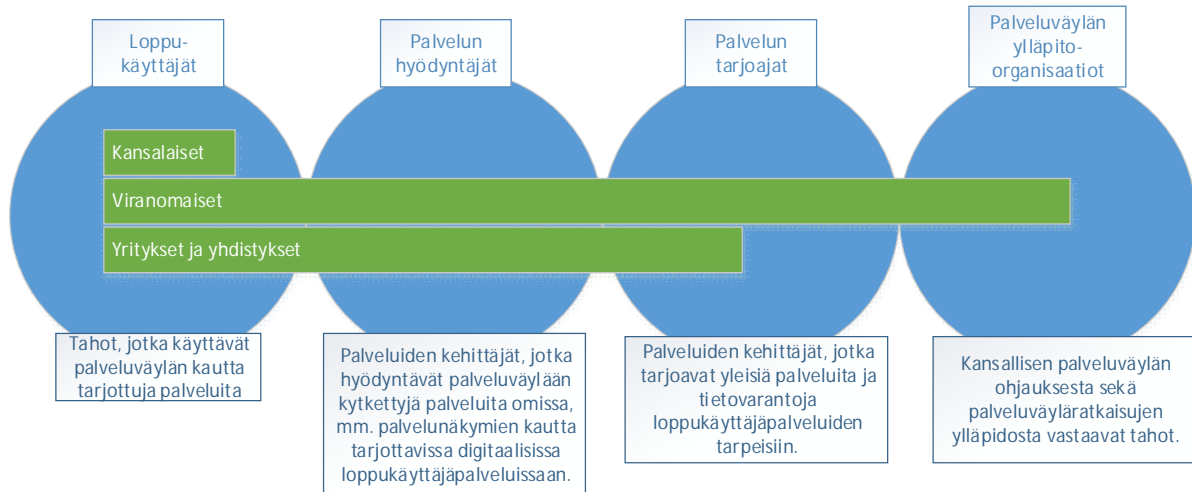 Loppu-
käyttäjät
Palvelun
hyödyntäjät
Palvelun
tarjoajat
Palveluväylän
ylläpito-
organisaatiot
Kansalaiset
Viranomaiset
Yritykset ja yhdistykset
Tahot, jotka käyttävät
palveluväylän kautta
tarjottuja palveluita
Palveluiden kehittäjät, jotka
hyödyntävät palveluväylään
kytkettyjä palveluita omissa,
mm. palvelunäkymien kautta
tarjottavissa digitaalisissa
loppukäyttäjäpalveluissaan.
Palveluiden kehittäjät, jotka
tarjoavat yleisiä palveluita ja
tietovarantoja
loppukäyttäjäpalveluiden
tarpeisiin.
Kansallisen palveluväylän
ohjauksesta sekä
palveluväyläratkaisujen
ylläpidosta vastaavat tahot.